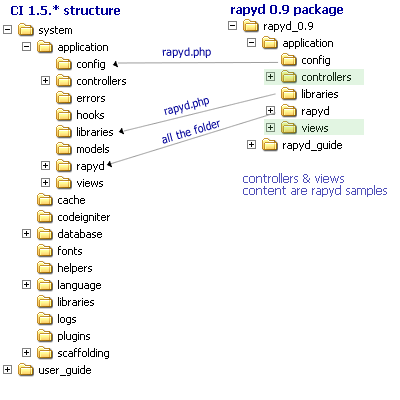 CI 1.5.* structure
system
application
config
controllers
errors
hooks
libraries
models
rapyd
views
cache
codeigniter
database
fonts
helpers
language
libraries
logs
plugins
scaffolding
user_guide
rapyd.php
rapyd.php
all the folder
rapyd 0.9 package
rapyd_0.9
application
config
controllers
libraries
rapyd
views
rapyd_guide
controllers & views
content are rapyd samples